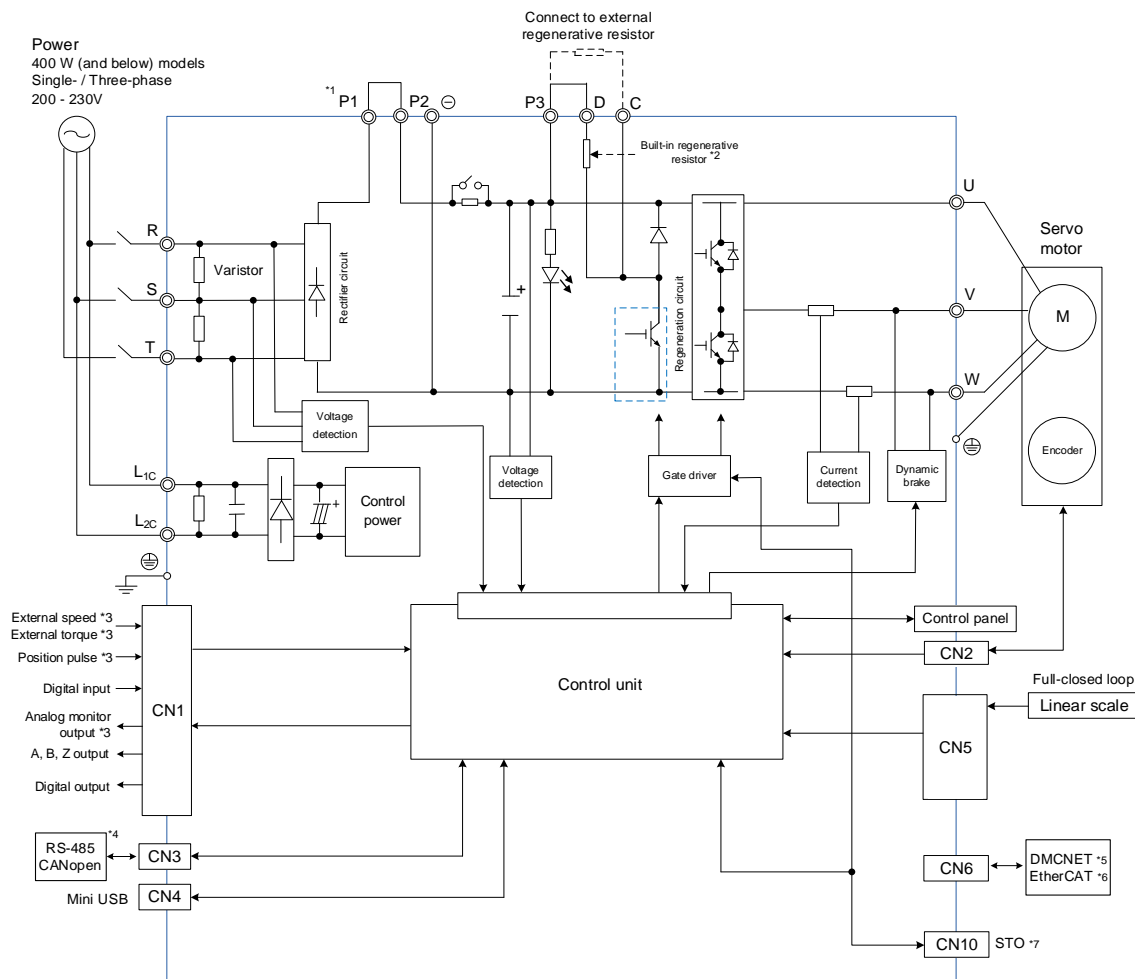 Connect to external
regenerative resistor
Power
400 W (and below) models
Single- / Three-phase
200 - 230V
*1
P1
P2
⊖
P3
D
C
Built-in regenerative
resistor *2
U
Servo
motor
R
Varistor
Rectifier circuit
S
T
Regeneration circuit
V
M
W
Voltage
detection
Voltage
detection
Gate driver
Current
detection
Dynamic
brake
Encoder
L1C
L2C
+
+
Control
power
External speed *3
External torque *3
Position pulse *3
Digital input
Analog monitor
output *3
A, B, Z output
Digital output
CN1
Control unit
Control panel
CN2
Full-closed loop
Linear scale
CN5
RS-485
CANopen
*4
CN3
Mini USB
CN4
CN6
DMCNET *5
EtherCAT *6
CN10
STO *7